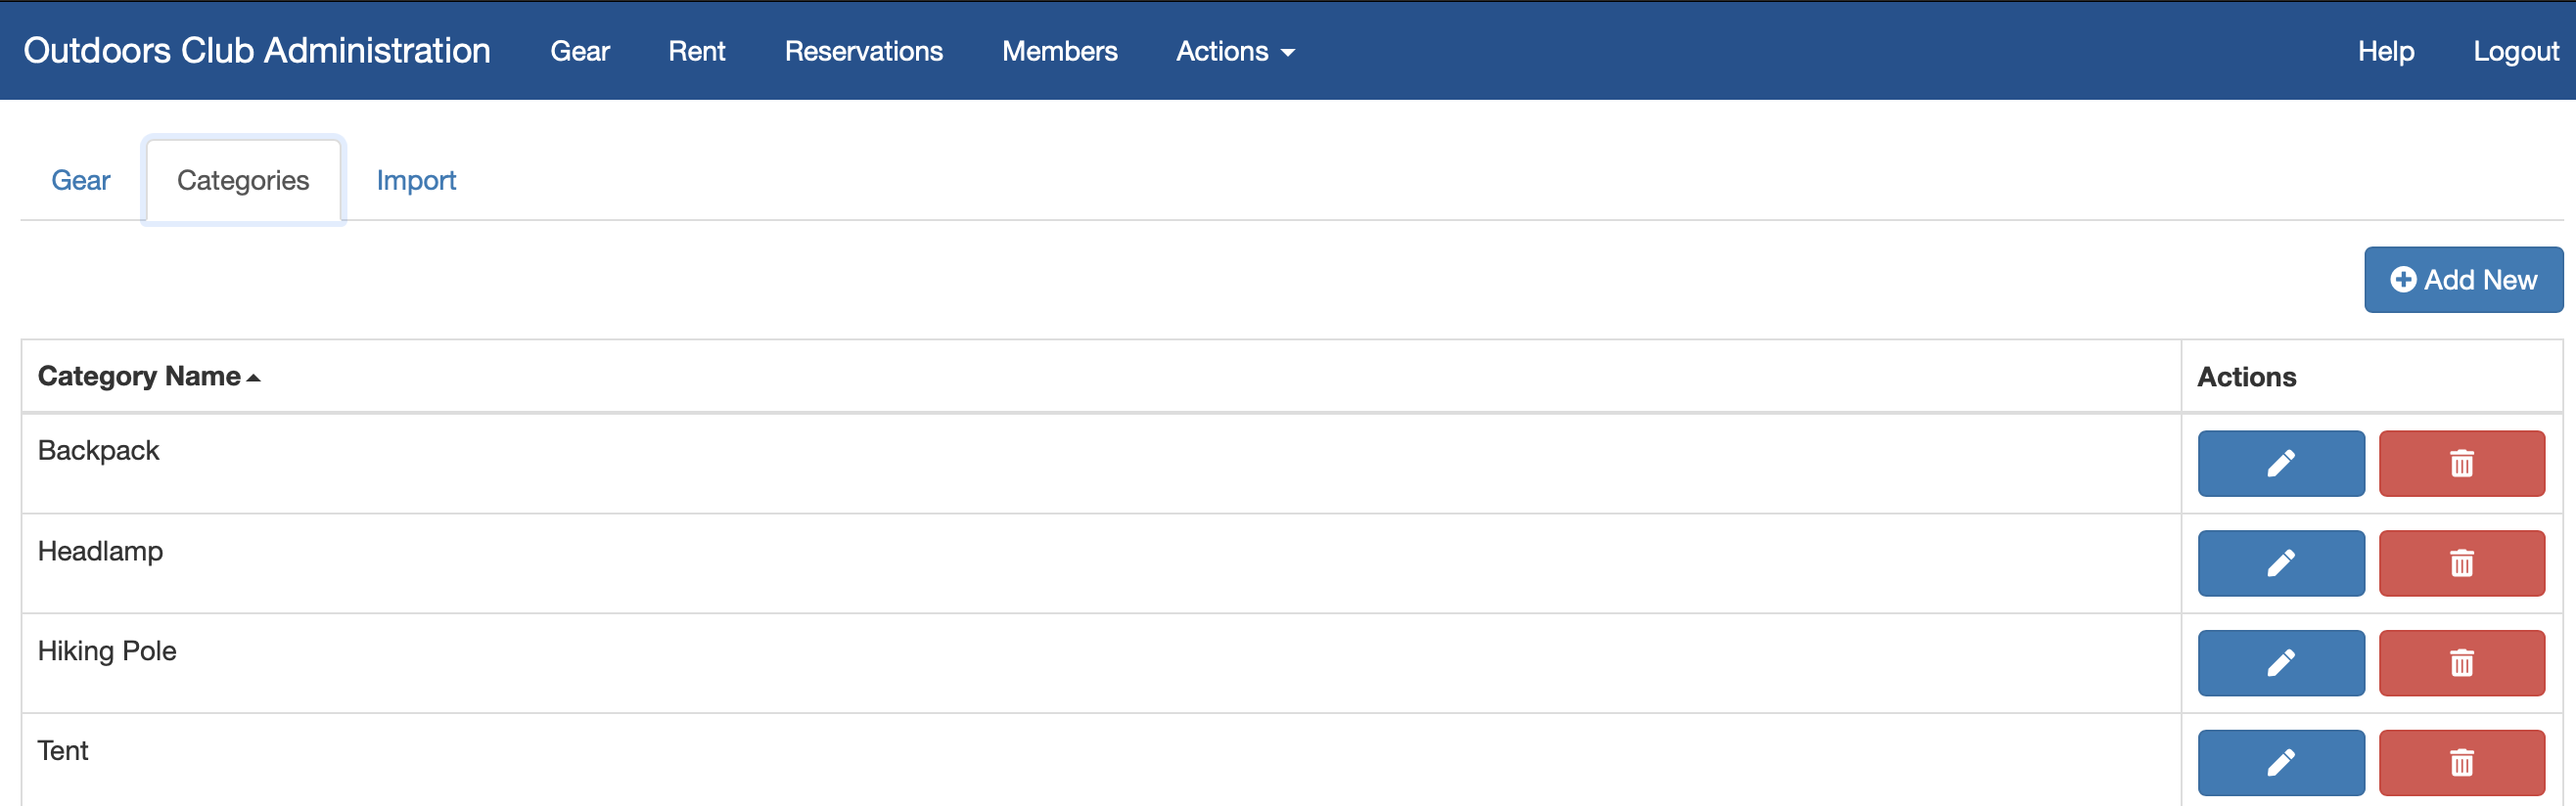 Outdoors Club Administration Gear Rent Reservations Members Actions Help Logout
Gear Categories Import
Add New
Category Name Actions
Backpack
Headlamp
Hiking Pole
Tent